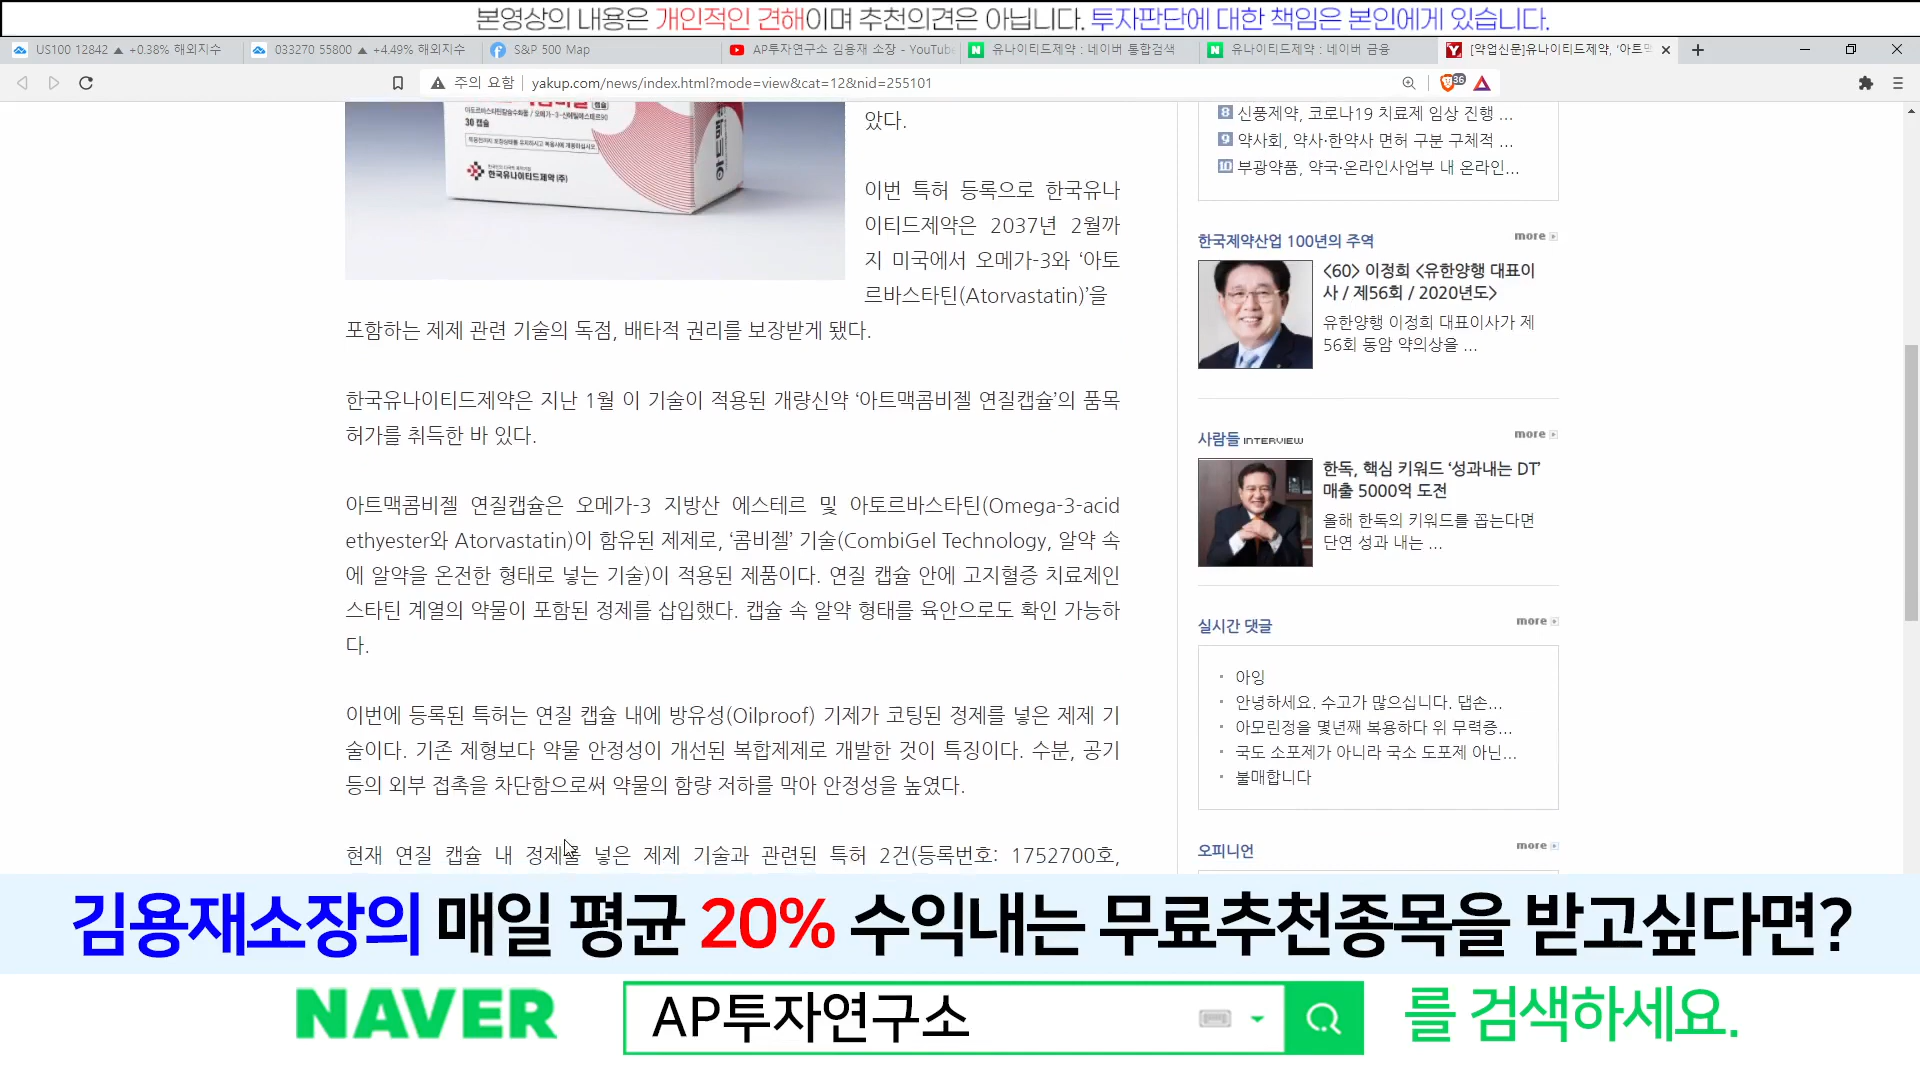 본영상의 내용은 개인적인 견해이며 추천의견은 아닙니다. 투자판단에 대한 책임은 본인에게 있습니다.
US100 12842 ▲ +0.38% 해외지수
033270 55800 ▲ +4.49% 해외지수
S&P 500 Map
AP투자연구소 김용재 소장 - YouTube
유나이티드제약 : 네이버 통합검색
유나이티드제약 : 네이버 금융
[약업신문]유나이티드제약, '아트맥
주의 요함
yakup.com/news/index.html?mode=view&cat=12&nid=255101
36
30 캡슐
한국유나이티드제약(주)
았다.
이번 특허 등록으로 한국유나
이티드제약은 2037년 2월까
지 미국에서 오메가-3와 ‘아토
르바스타틴(Atorvastatin)’을
포함하는 제제 관련 기술의 독점, 배타적 권리를 보장받게 됐다.
한국유나이티드제약은 지난 1월 이 기술이 적용된 개량신약 ‘아트맥콤비젤 연질캡슐’의 품목
허가를 취득한 바 있다.
아트맥콤비젤 연질캡슐은 오메가-3 지방산 에스테르 및 아토르바스타틴(Omega-3-acid
ethyester와 Atorvastatin)이 함유된 제제로, ‘콤비젤’ 기술(CombiGel Technology, 알약 속
에 알약을 온전한 형태로 넣는 기술)이 적용된 제품이다. 연질 캡슐 안에 고지혈증 치료제인
스타틴 계열의 약물이 포함된 정제를 삽입했다. 캡슐 속 알약 형태를 육안으로도 확인 가능하
다.
이번에 등록된 특허는 연질 캡슐 내에 방유성(Oilproof) 기제가 코팅된 정제를 넣은 제제 기
술이다. 기존 제형보다 약물 안정성이 개선된 복합제제로 개발한 것이 특징이다. 수분, 공기
등의 외부 접촉을 차단함으로써 약물의 함량 저하를 막아 안정성을 높였다.
현재 연질 캡슐 내 정제를 넣은 제제 기술과 관련된 특허 2건(등록번호: 1752700호,
8 신풍제약, 코로나19 치료제 임상 진행 ...
9 약사회, 약사·한약사 면허 구분 구체적 ...
10 부광약품, 약국·온라인사업부 내 온라인...
한국제약산업 100년의 주역
more
<60> 이정희 <유한양행 대표이
사 / 제56회 / 2020년도>
유한양행 이정희 대표이사가 제
56회 동암 약의상을 ...
사람들 INTERVIEW
more
한독, 핵심 키워드 ‘성과내는 DT’
매출 5000억 도전
올해 한독의 키워드를 꼽는다면
단연 성과 내는 ...
실시간 댓글
more
아잉
안녕하세요. 수고가 많으십니다. 댑손...
아모린정을 몇년째 복용하다 위 무력증...
국도 소포제가 아니라 국소 도포제 아닌...
불매합니다
오피니언
more
김용재소장의 매일 평균 20% 수익내는 무료추천종목을 받고싶다면?
NAVER
AP투자연구소
를 검색하세요.